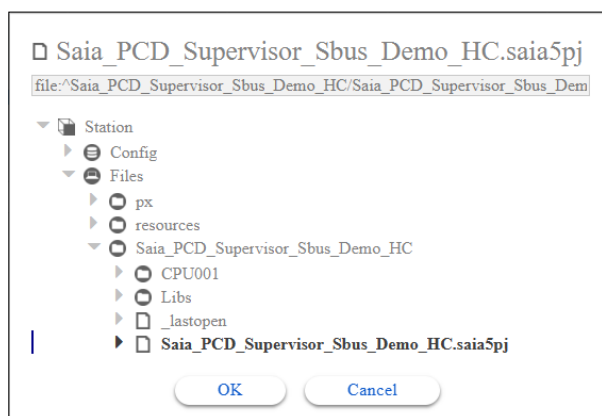 Saia_PCD_Supervisor_Sbus_Demo_HC.saia5pj
file:^Saia_PCD_Supervisor_Sbus_Demo_HC/Saia_PCD_Supervisor_Sbus_Dem
Station
Config
Files
px
resources
Saia_PCD_Supervisor_Sbus_Demo_HC
CPU001
Libs
_lastopen
Saia_PCD_Supervisor_Sbus_Demo_HC.saia5pj
OK Cancel